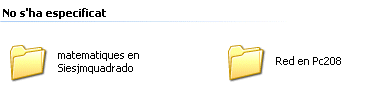 No s'ha especificat
matematiques en
Siesjmquadrado
Red en Pc208